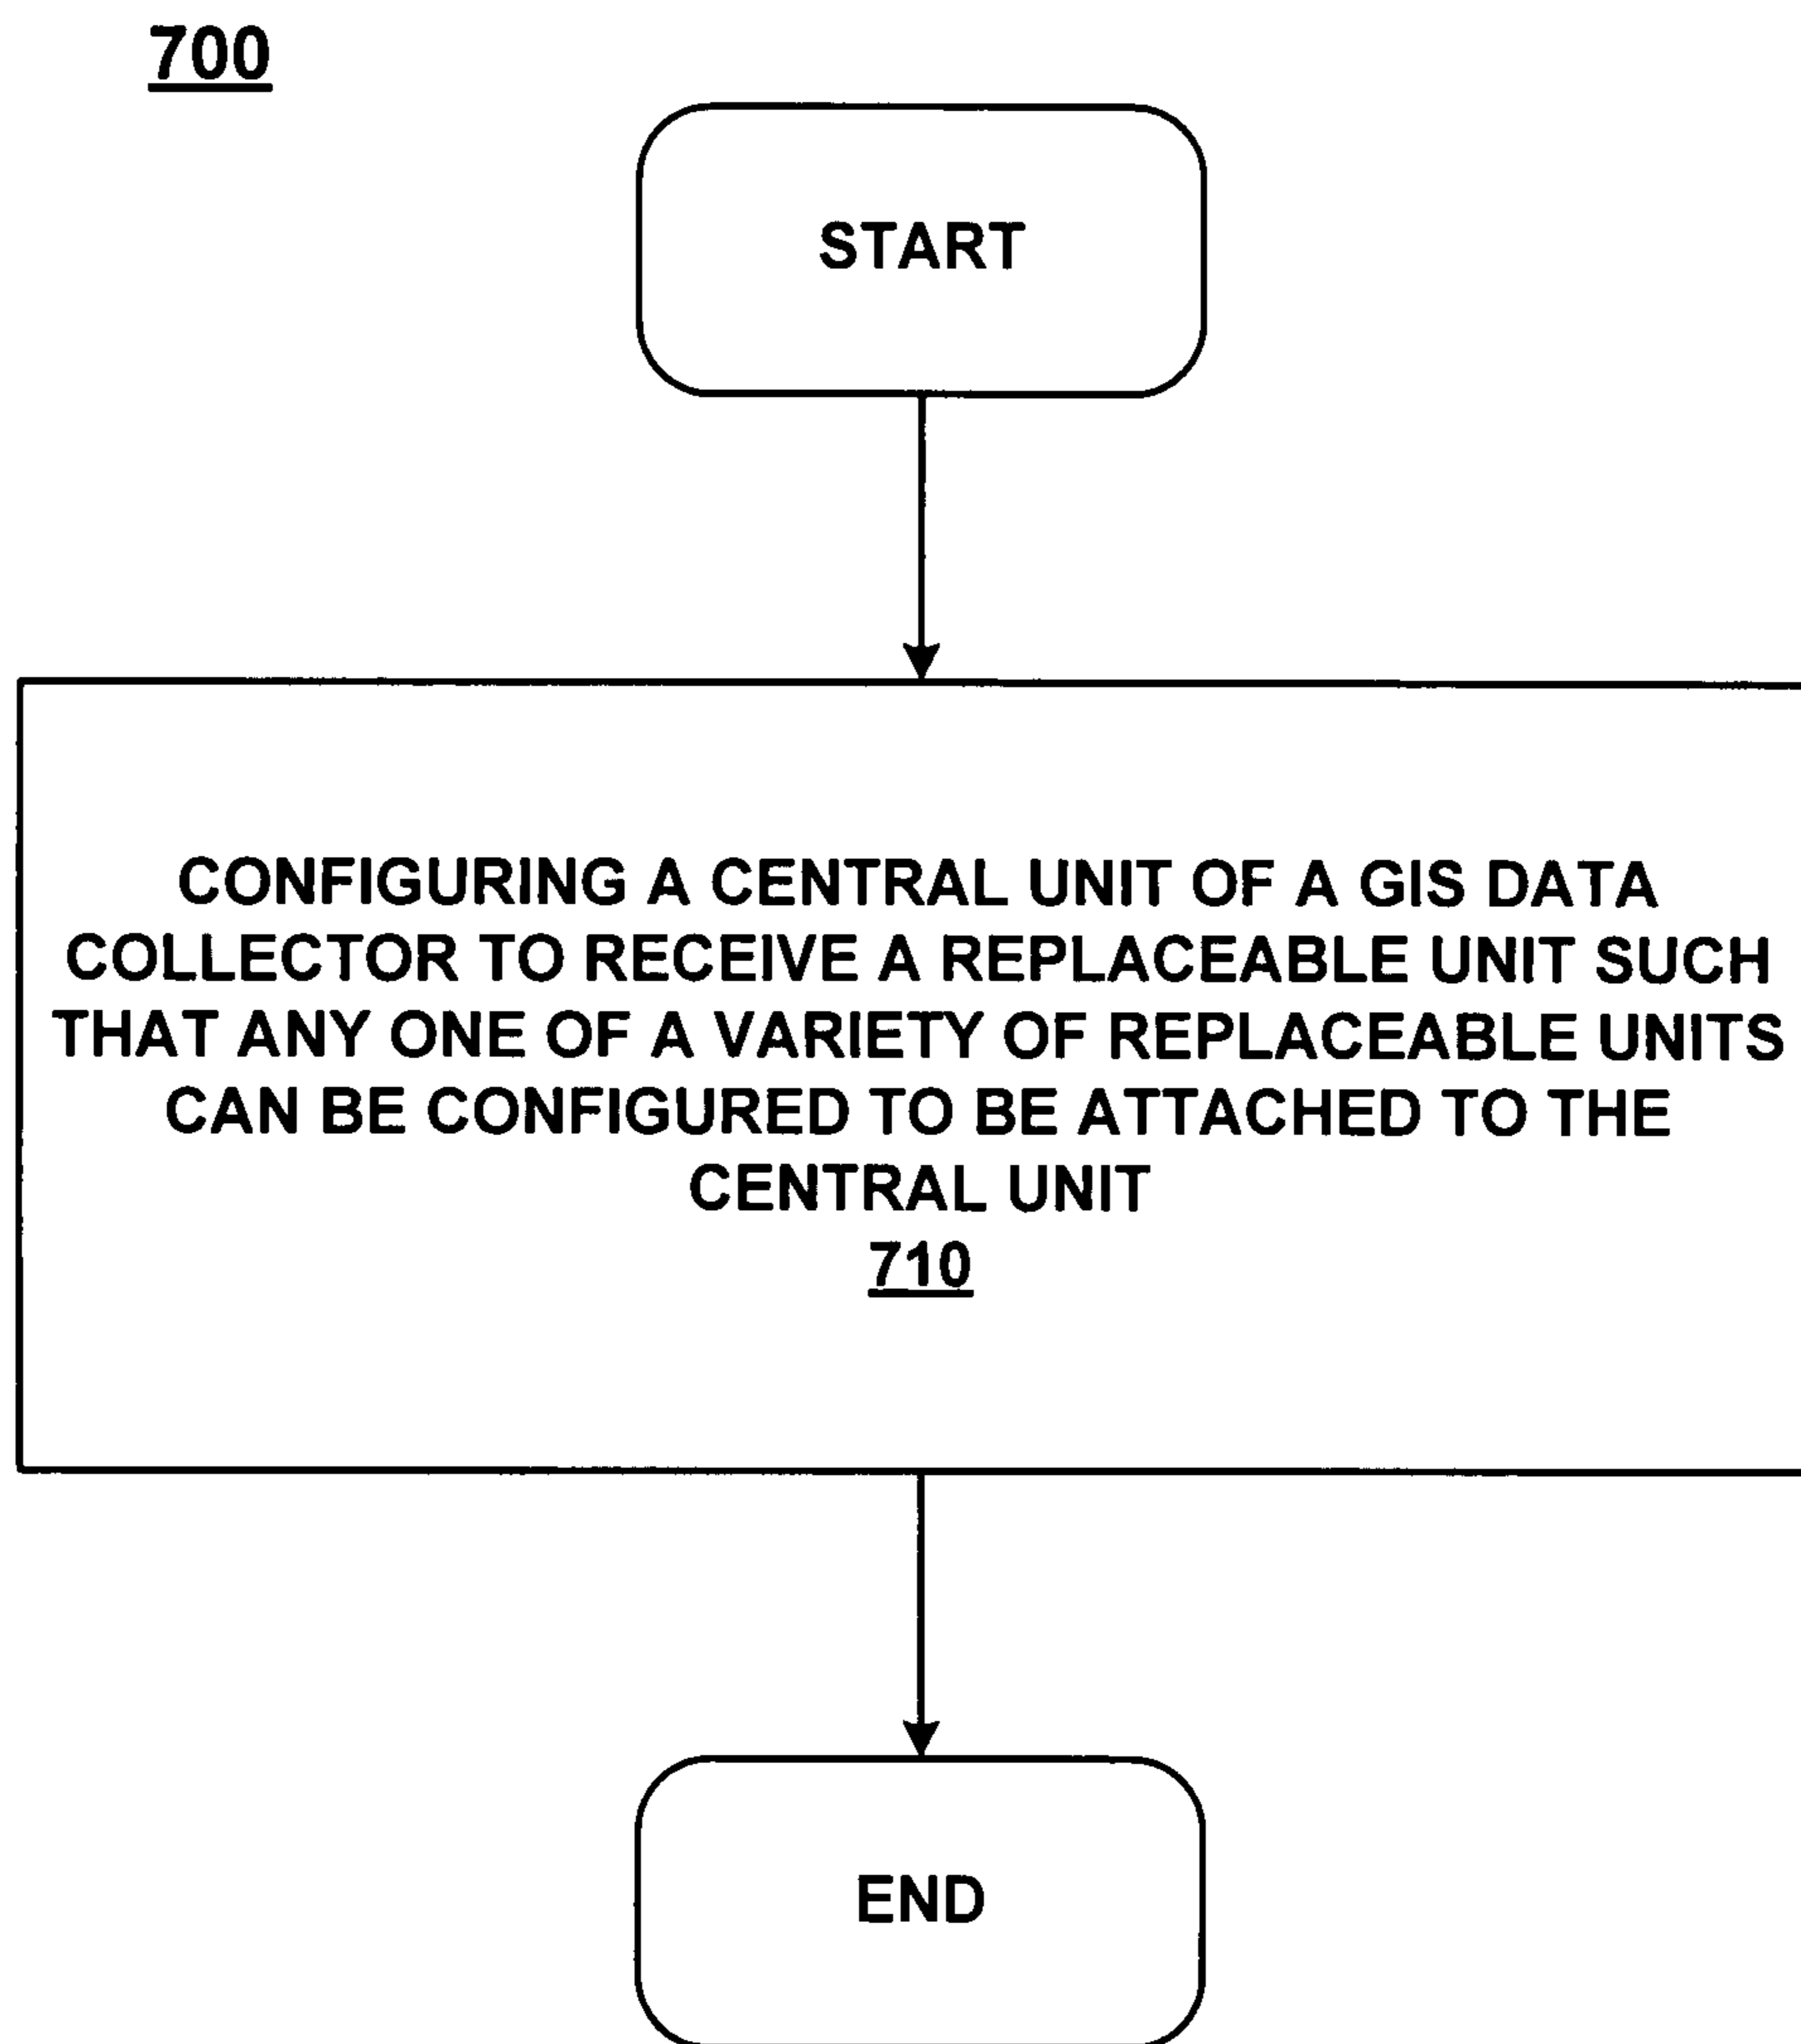 700
START
CONFIGURING A CENTRAL UNIT OF A GIS DATA
COLLECTOR TO RECEIVE A REPLACEABLE UNIT SUCH
THAT ANY ONE OF A VARIETY OF REPLACEABLE UNITS
CAN BE CONFIGURED TO BE ATTACHED TO THE
CENTRAL UNIT
710
END